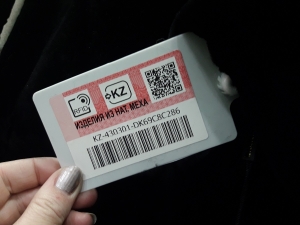 RFID
KZ
ИЗДЕЛИЯ ИЗ НАТ. МЕХА
KZ-430301-DK69CBC286